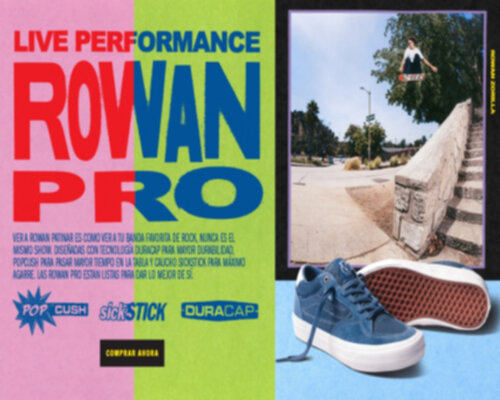 LIVE PERFORMANCE
ROWAN
PRO
VER A ROWAN PATINAR ES COMO VER A TU BANDA FAVORITA DE ROCK, NUNCA ES EL
MISMO SHOW. DISEÑADAS CON TECNOLOGÍA DURACAP PARA MAYOR DURABILIDAD,
POPCUSH PARA PASAR MAYOR TIEMPO EN LA TABLA Y CAUCHO SICKSTICK PARA MÁXIMO
AGARRE, LAS ROWAN PRO ESTÁN LISTAS PARA DAR LO MEJOR DE SÍ.
POP CUSH
sickSTICK
DURACAP
COMPRAR AHORA
ROWAN ZORILLA